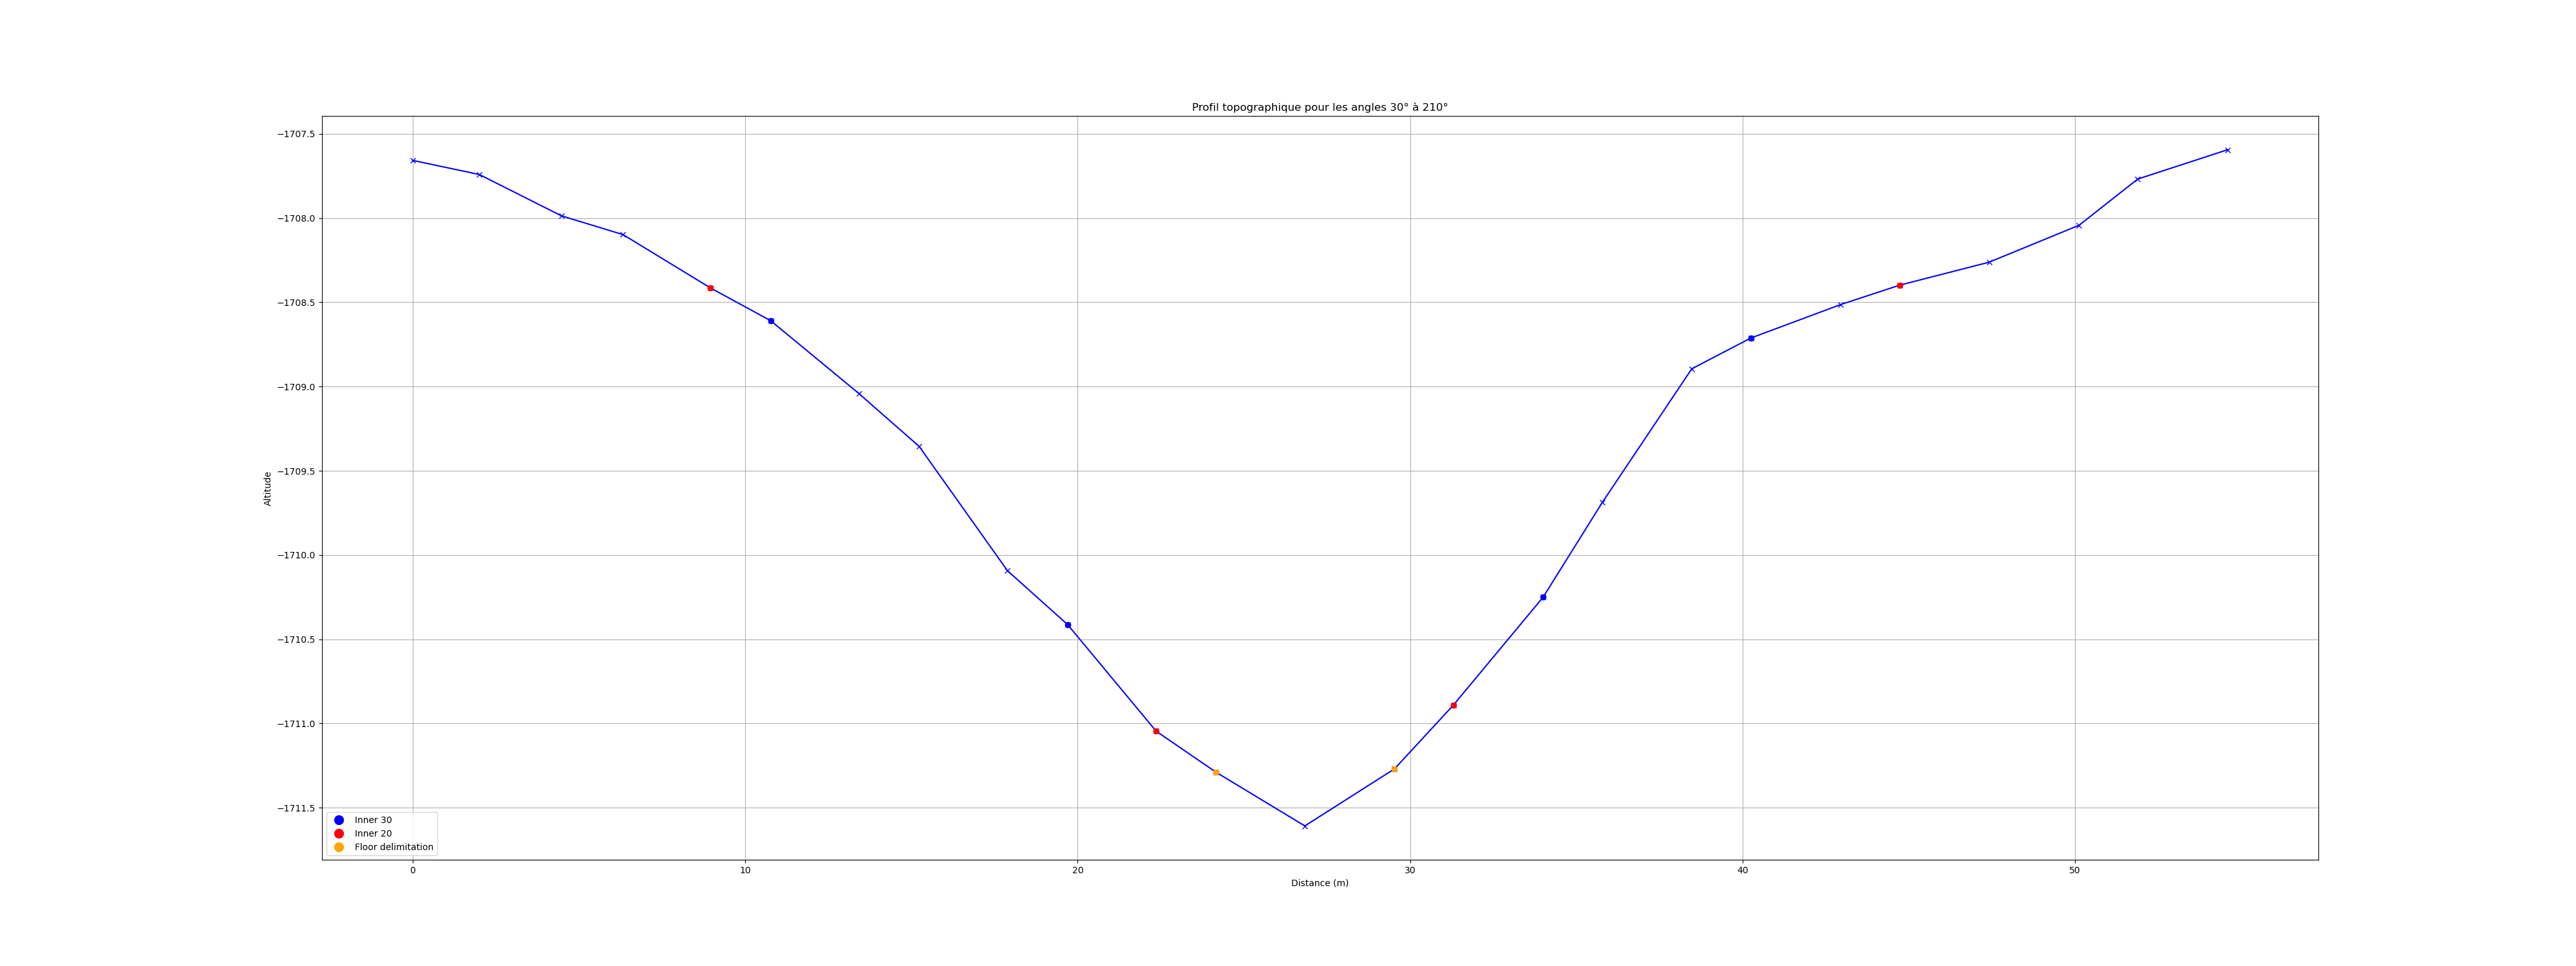 Profil topographique pour les angles 30° à 210°
−1707.5
−1708.0
−1708.5
−1709.0
−1709.5
−1710.0
−1710.5
−1711.0
−1711.5
Altitude
Inner 30
Inner 20
Floor delimitation
0 10 20 30 40 50
Distance (m)